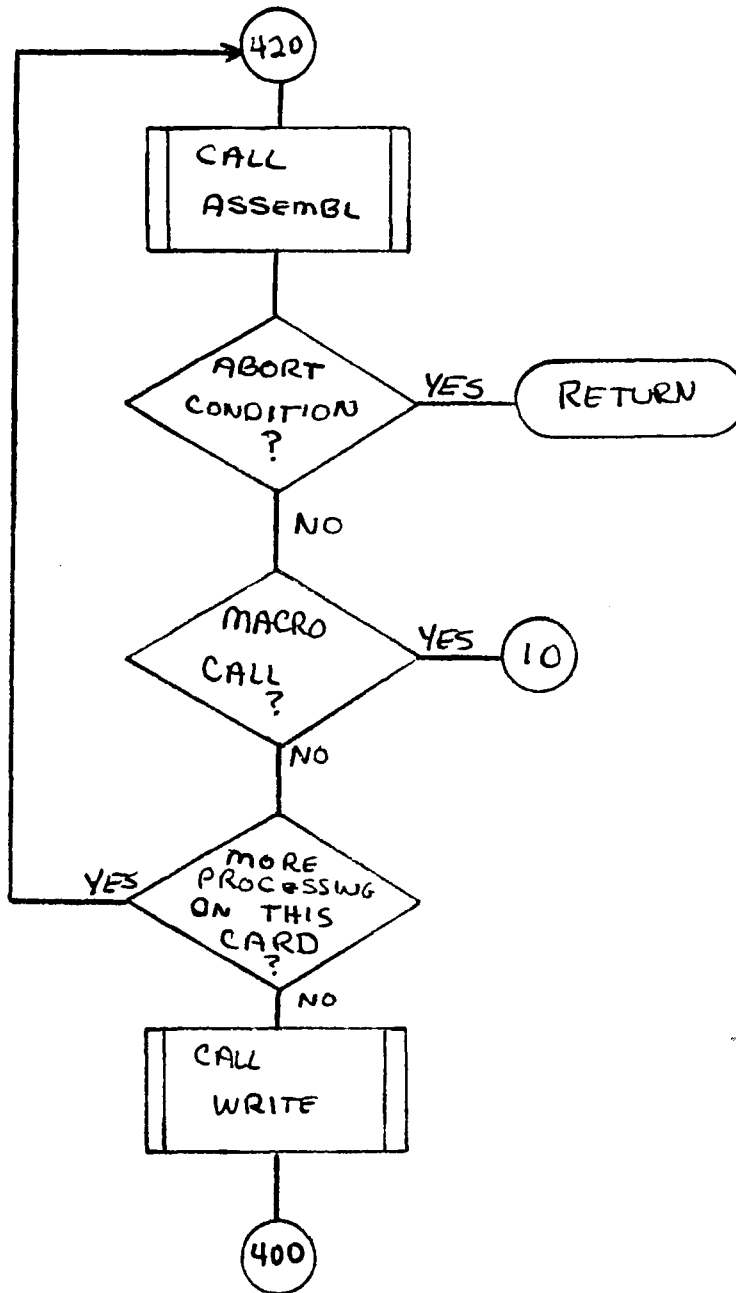 420
CALL
ASSEMBL
ABORT
CONDITION
?
YES
RETURN
NO
MACRO
CALL
?
YES
10
NO
MORE
PROCESSING
ON THIS
CARD
?
YES
NO
CALL
WRITE
400